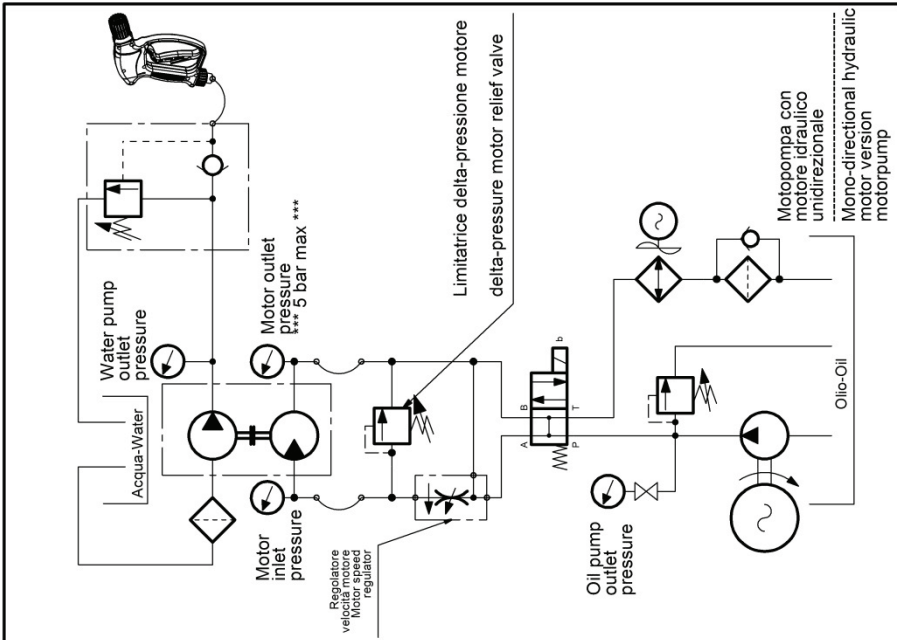 Water pump
outlet
pressure
Acqua-Water
Motor outlet
pressure
*** 5 bar max ***
Motor
inlet
pressure
Limitatrice delta-pressione motore
delta-pressure motor relief valve
Regolatore
velocità motore
Motor speed
regulator
A
B
P
T
b
Oil pump
outlet
pressure
Olio-Oil
Motopompa con
motore idraulico
unidirezionale
Mono-directional hydraulic
motor version
motorpump